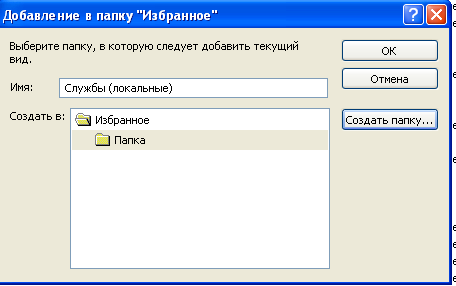 Добавление в папку "Избранное"
Выберите папку, в которую следует добавить текущий
вид.
ОК
Отмена
Имя: Службы (локальные)
Создать в: Избранное
Создать папку...
Папка